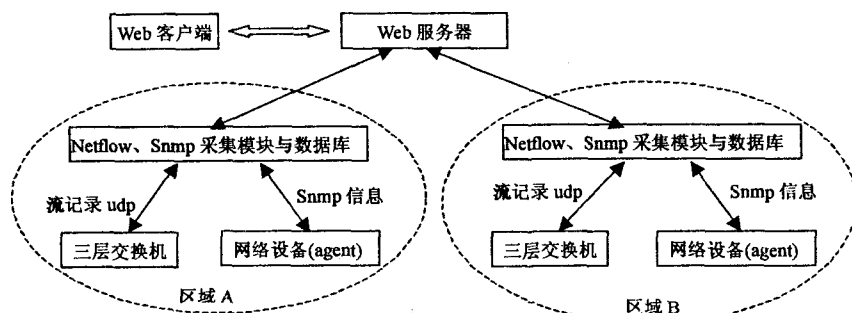 Web 客户端
Web 服务器
Netflow、Snmp 采集模块与数据库
流记录 udp
Snmp 信息
三层交换机
网络设备(agent)
区域 A
Netflow、Snmp 采集模块与数据库
流记录 udp
Snmp 信息
三层交换机
网络设备(agent)
区域 B